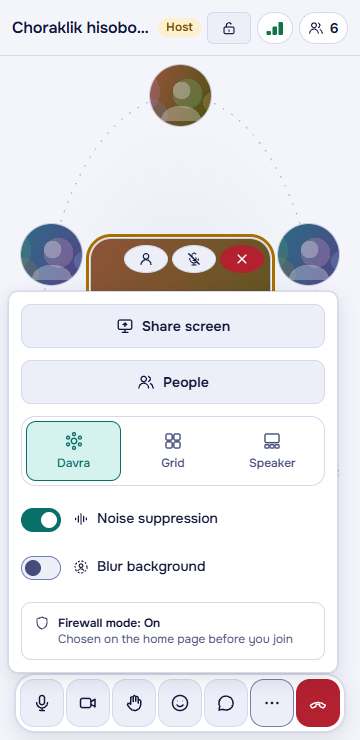 Choraklik hisobo...
Host
6
Share screen
People
Davra
Grid
Speaker
Noise suppression
Blur background
Firewall mode: On
Chosen on the home page before you join